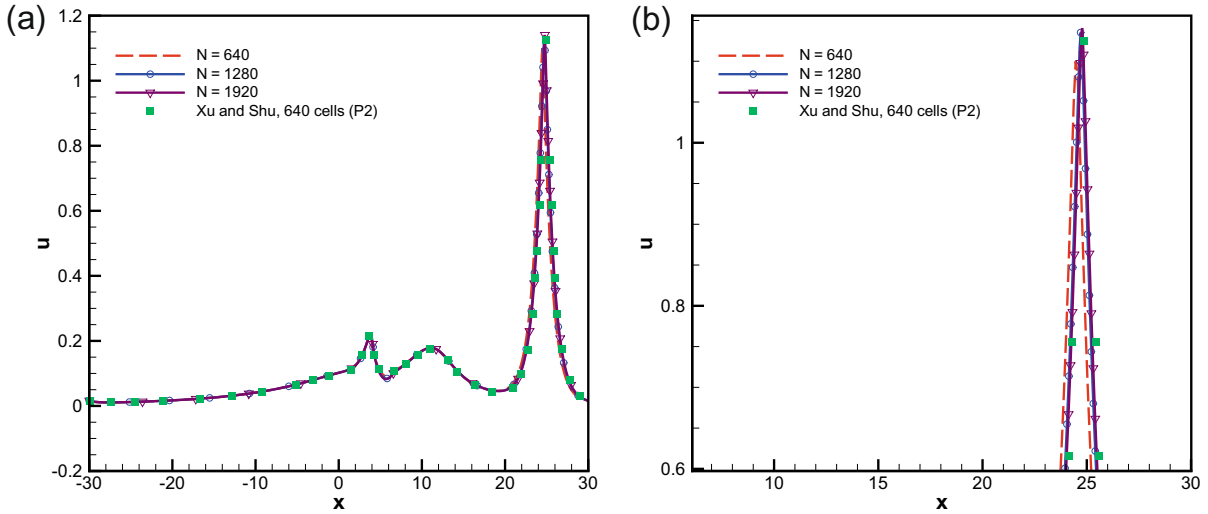 (a)
1.2
1
0.8
0.6
0.4
0.2
0
-0.2
u
N = 640
N = 1280
N = 1920
Xu and Shu, 640 cells (P2)
-30 -20 -10 0 10 20 30
x
(b)
1
0.8
0.6
u
N = 640
N = 1280
N = 1920
Xu and Shu, 640 cells (P2)
10 15 20 25 30
x